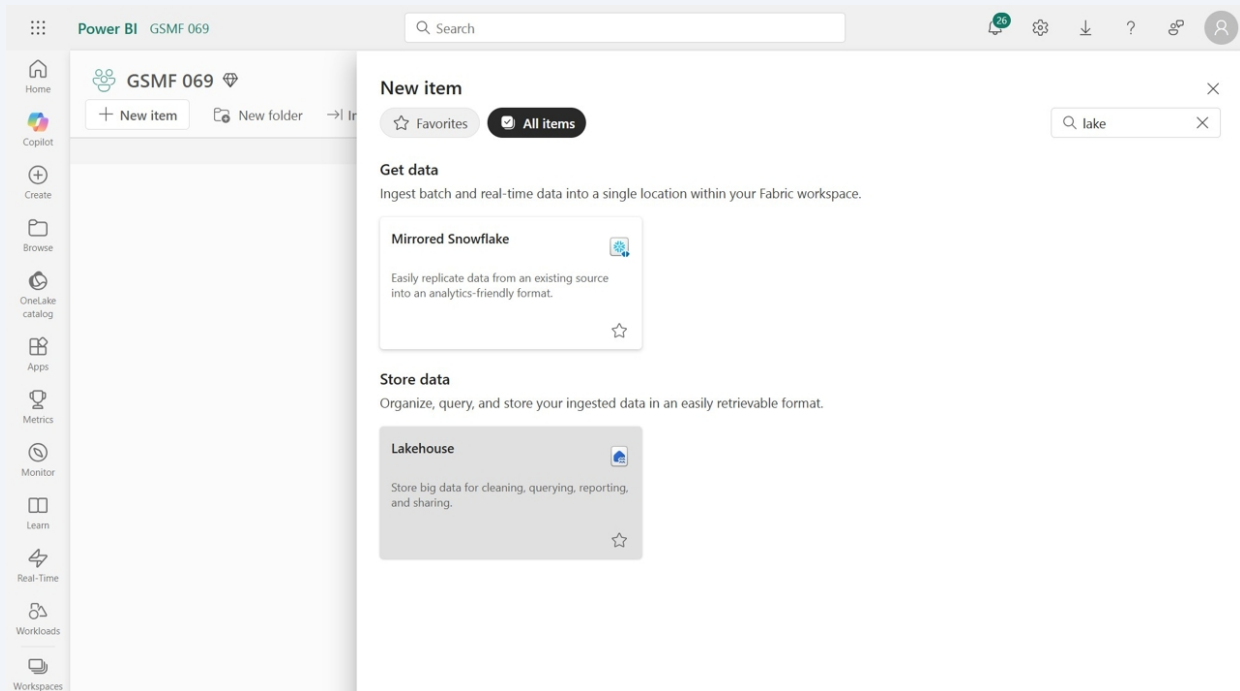 Power BI GSMF 069
Search
26
Home
Copilot
Create
Browse
OneLake
catalog
Apps
Metrics
Monitor
Learn
Real-Time
Workloads
Workspaces
GSMF 069
New item
New folder
New item
Favorites
All items
lake
Get data
Ingest batch and real-time data into a single location within your Fabric workspace.
Mirrored Snowflake
Easily replicate data from an existing source
into an analytics-friendly format.
Store data
Organize, query, and store your ingested data in an easily retrievable format.
Lakehouse
Store big data for cleaning, querying, reporting,
and sharing.